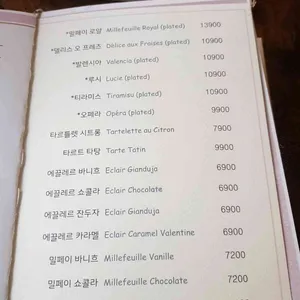 *밀페이 로얄 Millefeuille Royal (plated) 13900
*델리스 오 프레즈 Délice aux Fraises (plated) 10900
*발렌시아 Valencia (plated) 10900
*루시 Lucie (plated) 10900
*티라미스 Tiramisu (plated) 10900
*오페라 Opéra (plated) 9900
타르틀렛 시트롱 Tartelette au Citron 7900
타르트 타탕 Tarte Tatin 9900
에끌레르 바니흐 Eclair Gianduja 6900
에끌레르 쇼콜라 Eclair Chocolate 6900
에끌레르 잔두자 Eclair Gianduja 6900
에끌레르 카라멜 Eclair Caramel Valentine 6900
밀페이 바니흐 Millefeuille Vanille 7200
밀페이 쇼콜라 Millefeuille Chocolate 7200